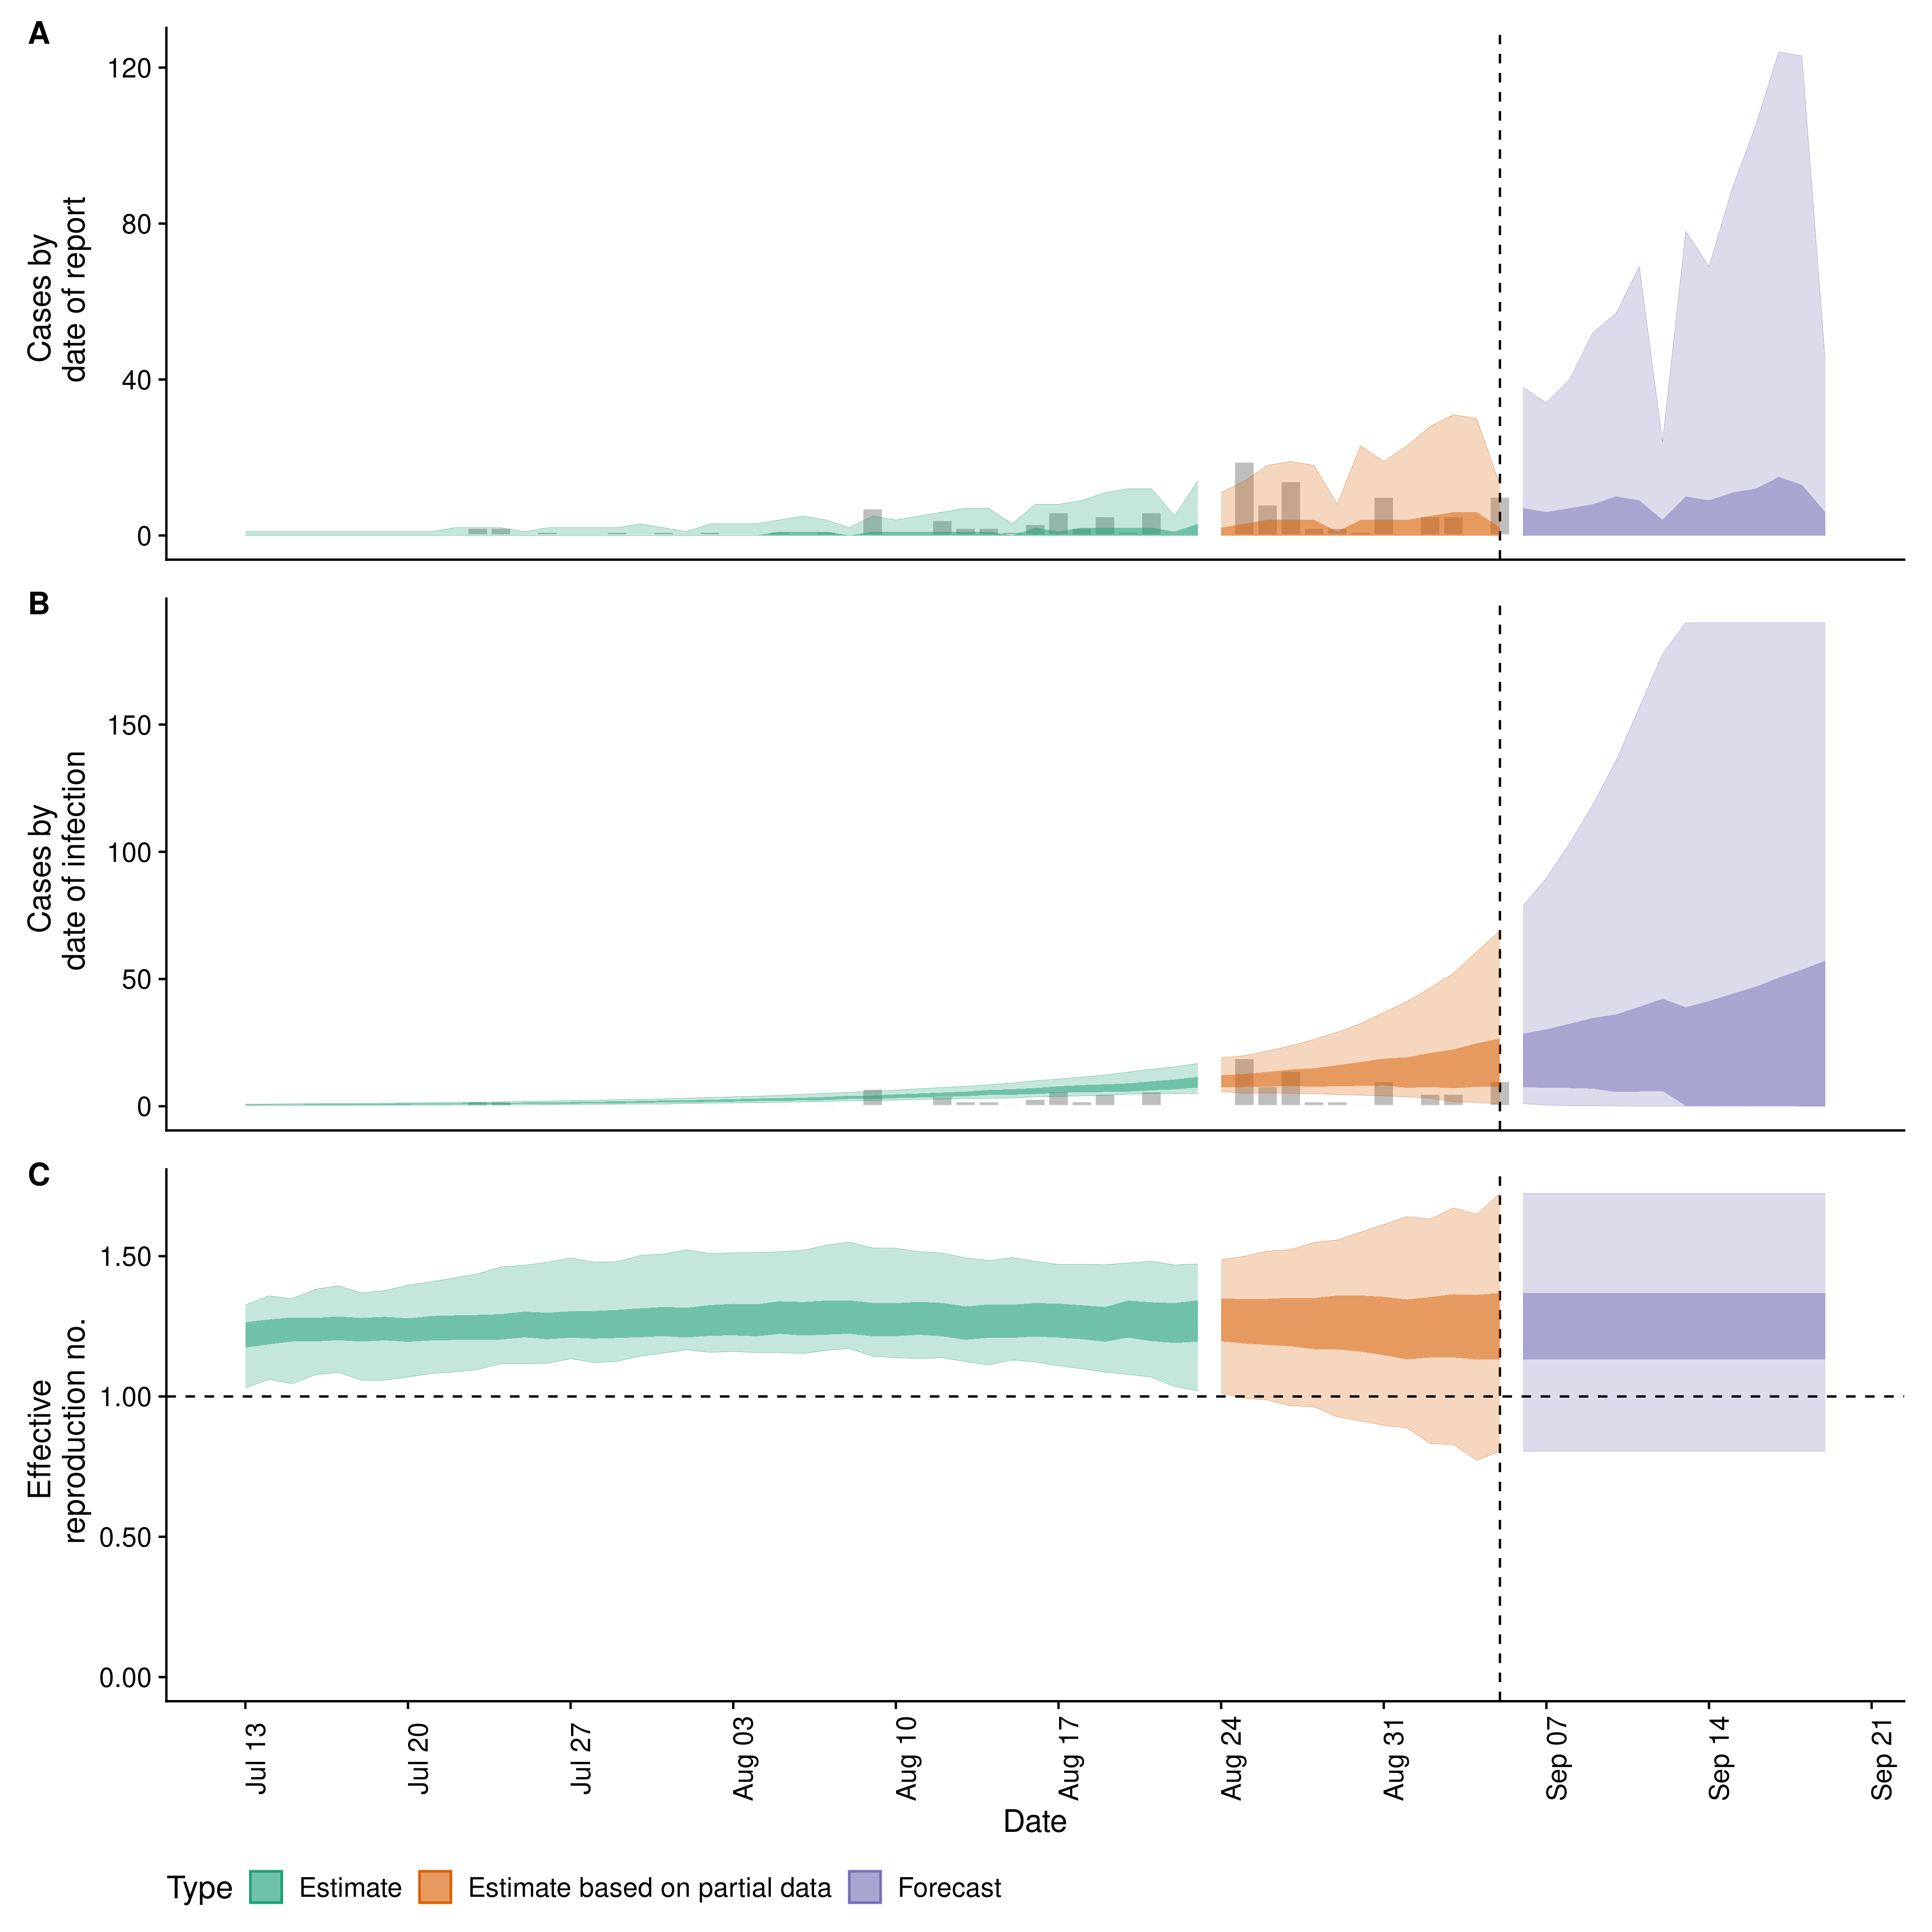 A
Cases by
date of report
120
80
40
0
B
Cases by
date of infection
150
100
50
0
C
Effective
reproduction no.
1.50
1.00
0.50
0.00
Jul 13
Jul 20
Jul 27
Aug 03
Aug 10
Aug 17
Aug 24
Aug 31
Sep 07
Sep 14
Sep 21
Date
Type Estimate Estimate based on partial data Forecast